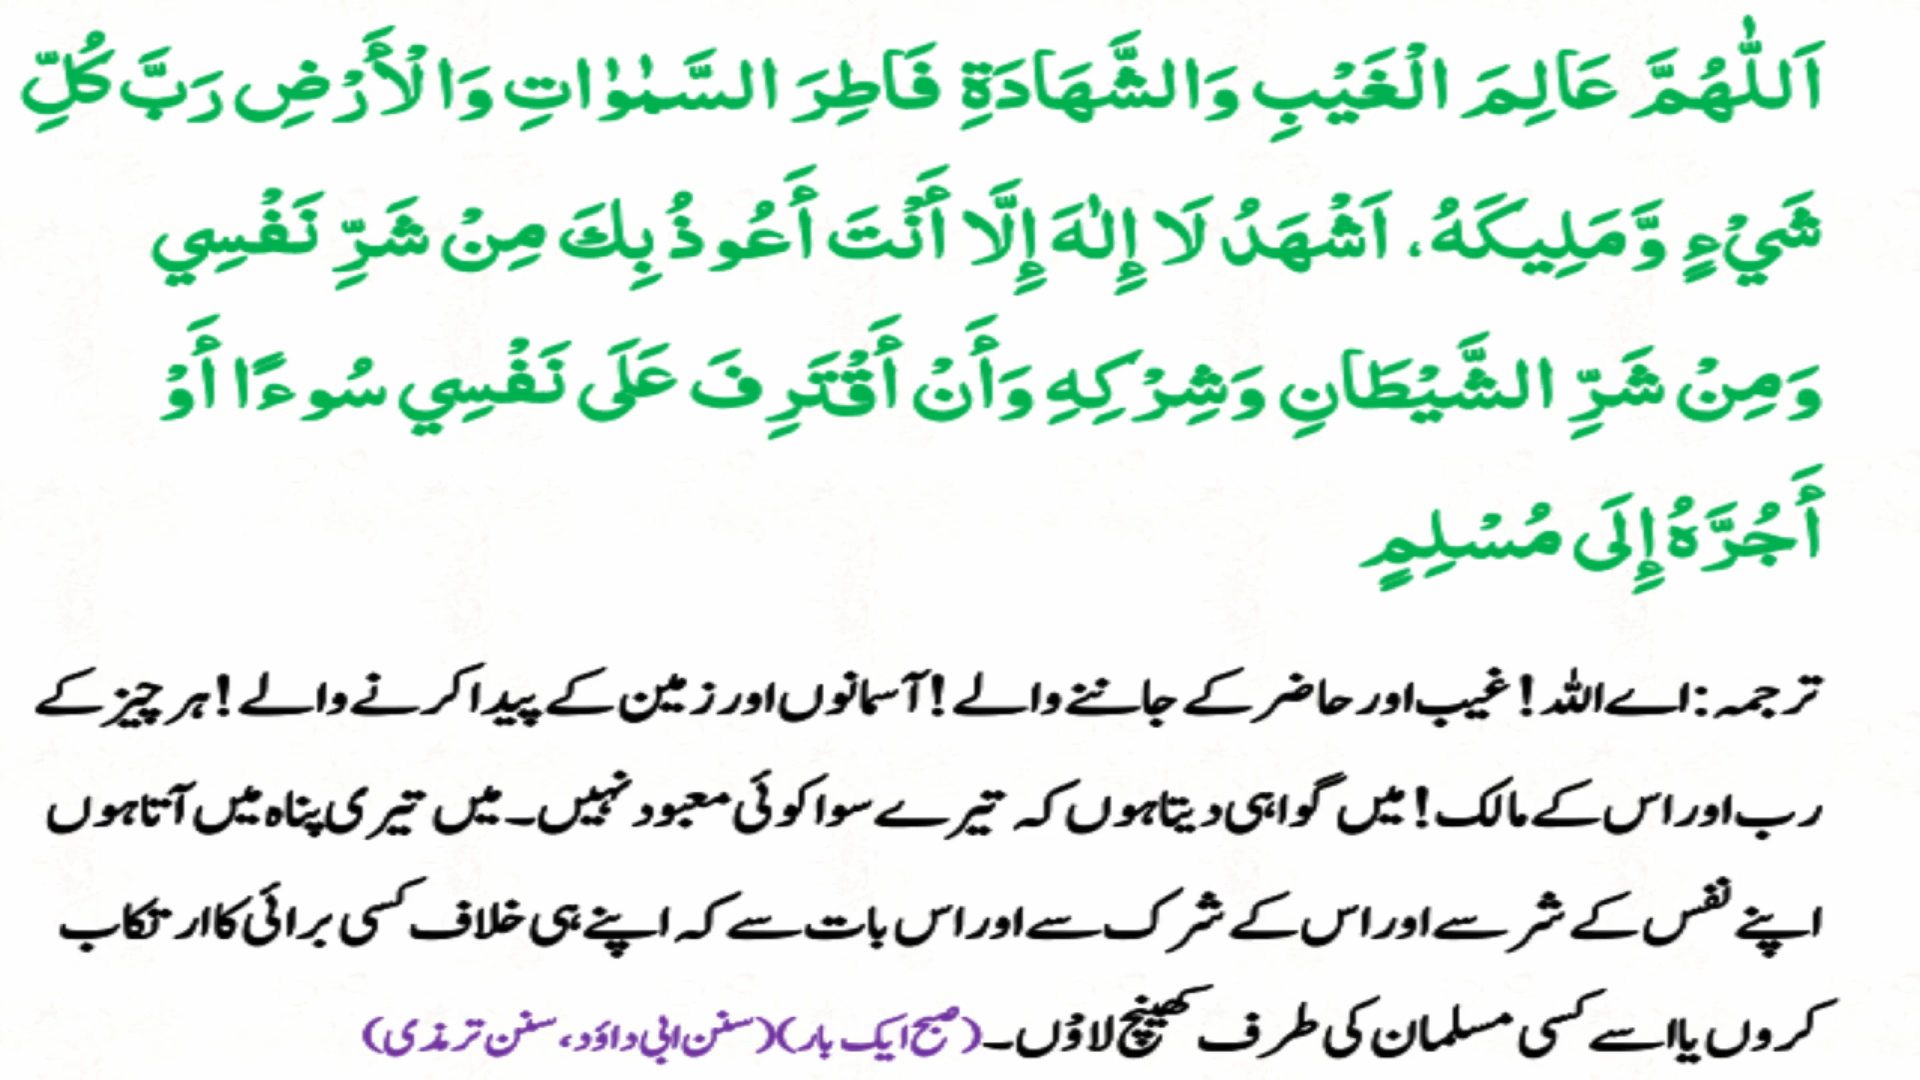 اَللّٰهُمَّ عَالِمَ الْغَيْبِ وَالشَّهَادَةِ فَاطِرَ السَّمٰوٰاتِ وَالْأَرْضِ رَبَّ كُلِّ
شَيْءٍ وَّمَلِيكَهُ، اَشْهَدُ لَا إِلٰهَ إِلَّا أَنْتَ أَعُوذُ بِكَ مِنْ شَرِّ نَفْسِي
وَمِنْ شَرِّ الشَّيْطَانِ وَشِرْكِهِ وَأَنْ أَقْتَرِفَ عَلَى نَفْسِي سُوءًا أَوْ
أَجُرَّهُ إِلَى مُسْلِمٍ
ترجمہ: اے اللہ! غیب اور حاضر کے جاننے والے! آسمانوں اور زمین کے پیدا کرنے والے! ہر چیز کے
رب اور اس کے مالک! میں گواہی دیتا ہوں کہ تیرے سوا کوئی معبود نہیں۔ میں تیری پناہ میں آتا ہوں
اپنے نفس کے شر سے اور اس کے شرک سے اور اس بات سے کہ اپنے ہی خلاف کسی برائی کا ارتکاب
کروں یا اسے کسی مسلمان کی طرف کھینچ لاؤں۔ (صبح ایک بار) (سنن ابی داؤد، سنن ترمذی)